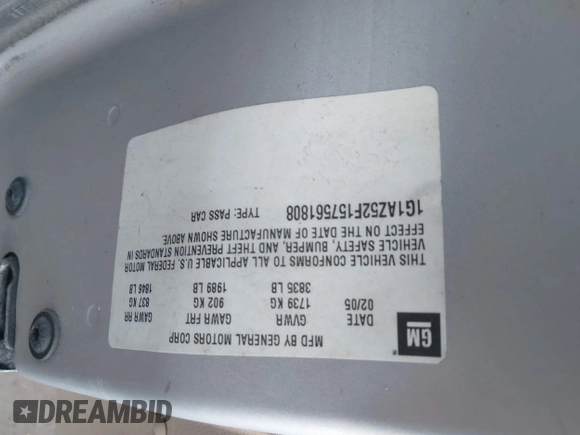 GM
MFD BY GENERAL MOTORS CORP
DATE GVWR GAWR FRT GAWR RR
02/05 1739 KG 902 KG 837 KG
3835 LB 1989 LB 1846 LB
THIS VEHICLE CONFORMS TO ALL APPLICABLE U.S. FEDERAL MOTOR
VEHICLE SAFETY, BUMPER, AND THEFT PREVENTION STANDARDS IN
EFFECT ON THE DATE OF MANUFACTURE SHOWN ABOVE.
1G1AZ52F157561808 TYPE: PASS CAR
DREAMBID